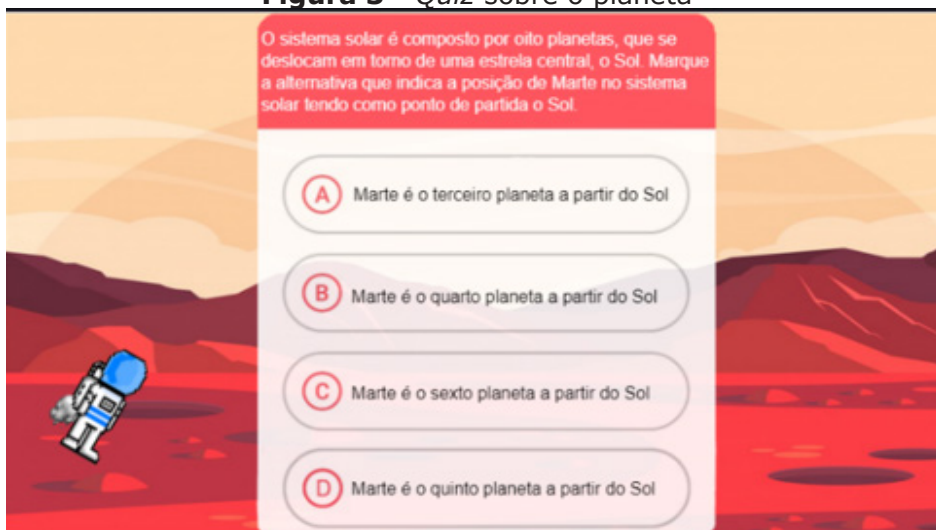 Figura 3 - Quiz sobre o planeta
O sistema solar é composto por oito planetas, que se
deslocam em torno de uma estrela central, o Sol. Marque
a alternativa que indica a posição de Marte no sistema
solar tendo como ponto de partida o Sol.
A Marte é o terceiro planeta a partir do Sol
B Marte é o quarto planeta a partir do Sol
C Marte é o sexto planeta a partir do Sol
D Marte é o quinto planeta a partir do Sol